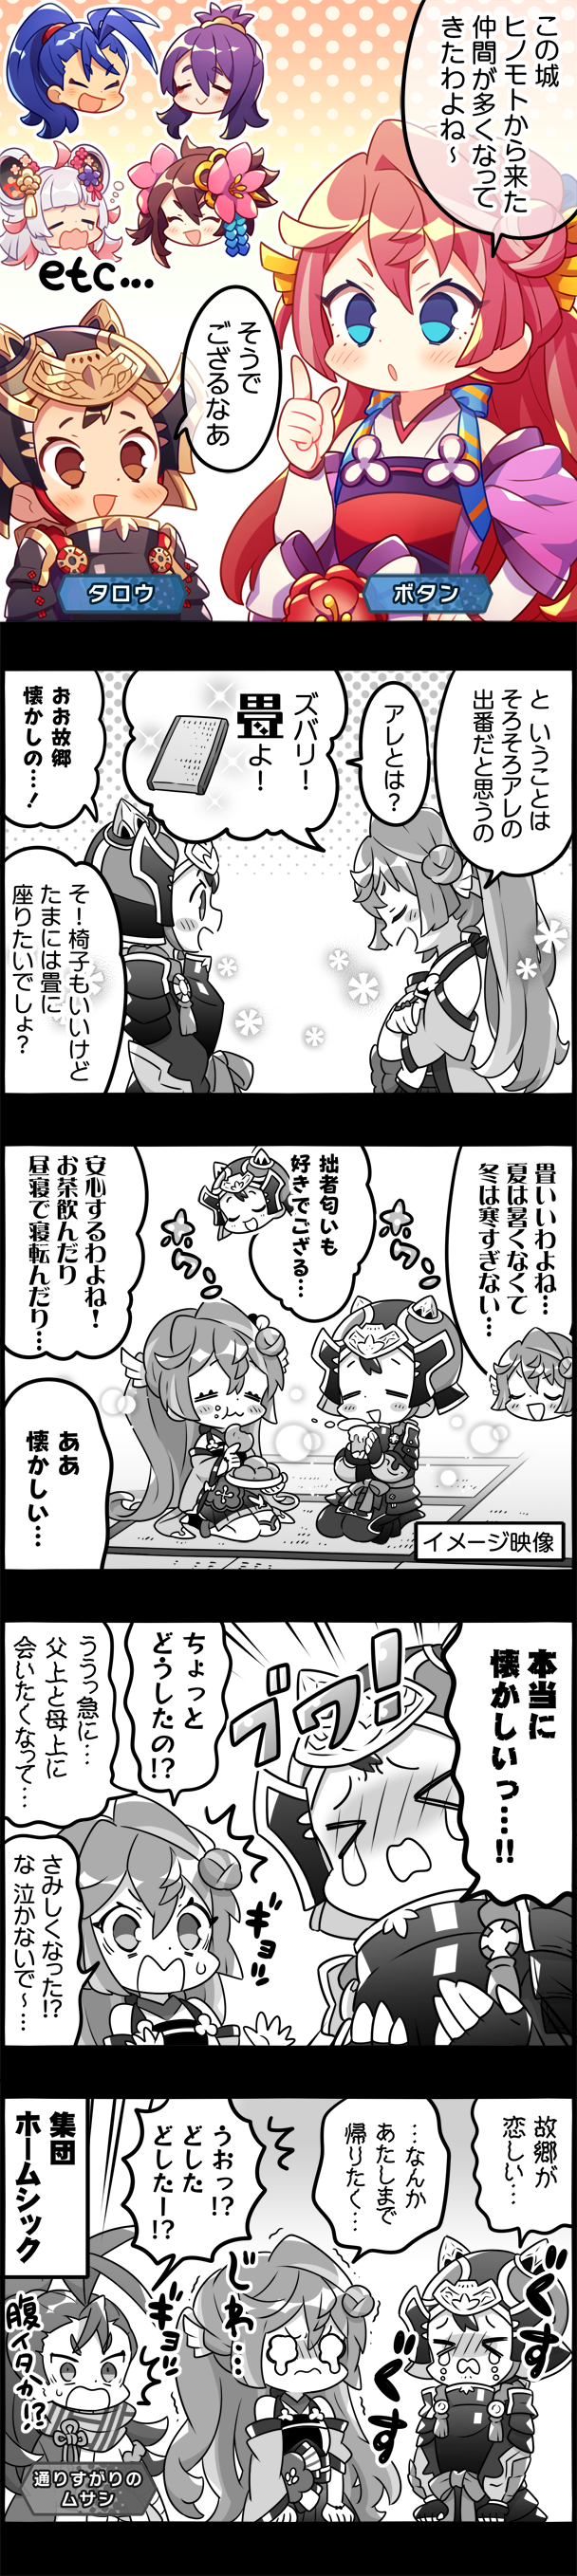 この城
ヒノモトから来た
仲間が多くなって
きたわよね～
etc...
そうで
ござるなあ
タロウ
ボタン
と いうことは
そろそろアレの
出番だと思うの
アレとは？
ズバリ！
畳よ！
おお故郷
懐かしの…！
そ！椅子もいいけど
たまには畳に
座りたいでしょ？
畳いいわよね…
夏は暑くなくて
冬は寒すぎない…
拙者匂いも
好きでござる…
ホワン
ホワン
安心するわよね！
お茶飲んだり
昼寝で寝転んだり…
ああ
懐かしい…
イメージ映像
本当に
懐かしいっ…!!
ブワ！
ちょっと
どうしたの!?
ううっ急に…
父上と母上に
会いたくなって…
ギョッ
さみしくなった!?
な 泣かないで～…
故郷が
恋しい…
ぐす
ぐす
…なんか
あたしまで
帰りたく…
じわ…
うおっ!?
どした
どしたー!?
ギョッ
集団
ホームシック
腹イタか!?
通りすがりの
ムサシ